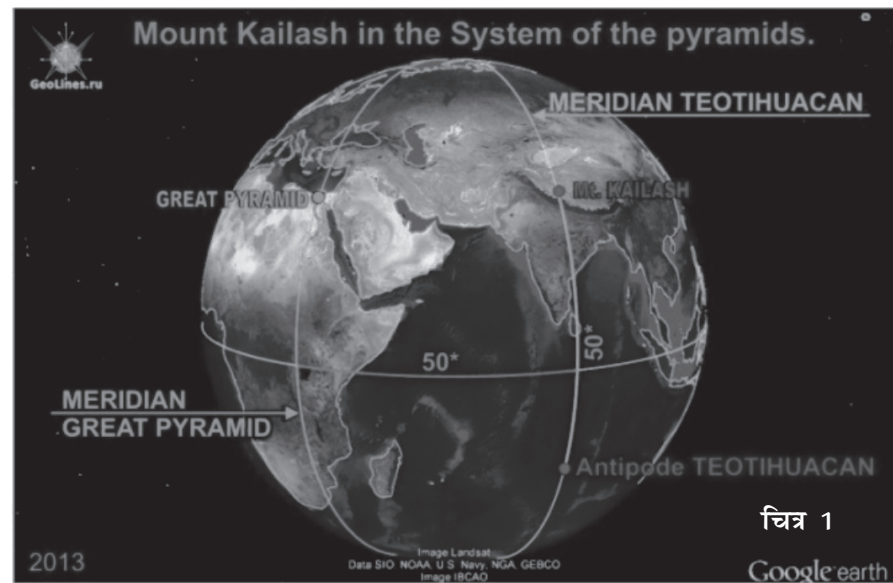 Mount Kailash in the System of the pyramids.
GeoLines.ru
MERIDIAN TEOTIHUACAN
GREAT PYRAMID
Mt. KAILASH
50*
50*
MERIDIAN
GREAT PYRAMID
Antipode TEOTIHUACAN
चित्र 1
2013
Image Landsat
Data SIO, NOAA, U.S. Navy, NGA, GEBCO
Image IBCAO
Google earth